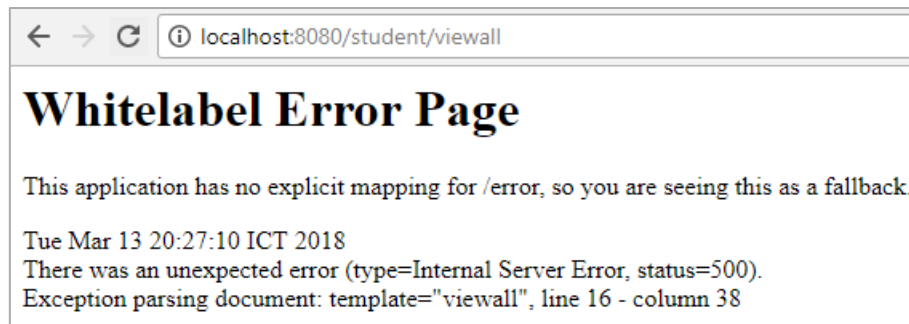 localhost:8080/student/viewall
Whitelabel Error Page
This application has no explicit mapping for /error, so you are seeing this as a fallback.
Tue Mar 13 20:27:10 ICT 2018
There was an unexpected error (type=Internal Server Error, status=500).
Exception parsing document: template="viewall", line 16 - column 38